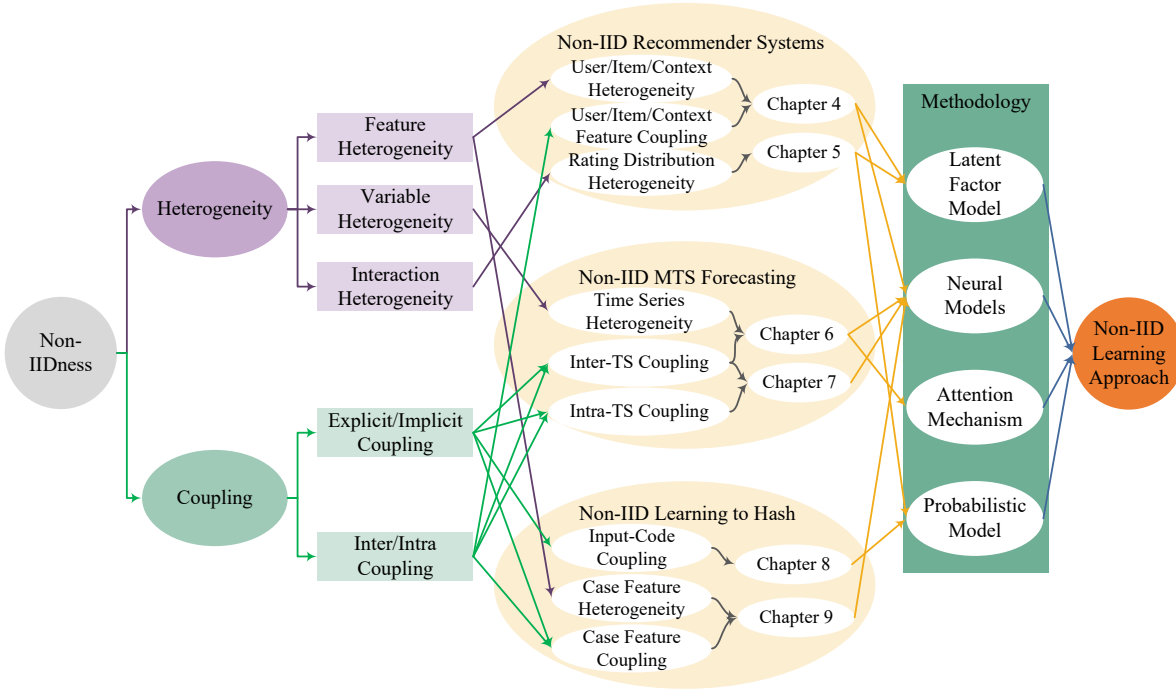 Non-
IIDness
Heterogeneity
Coupling
Feature
Heterogeneity
Variable
Heterogeneity
Interaction
Heterogeneity
Explicit/Implicit
Coupling
Inter/Intra
Coupling
Non-IID Recommender Systems
User/Item/Context
Heterogeneity
User/Item/Context
Feature Coupling
Rating Distribution
Heterogeneity
Chapter 4
Chapter 5
Non-IID MTS Forecasting
Time Series
Heterogeneity
Inter-TS Coupling
Intra-TS Coupling
Chapter 6
Chapter 7
Non-IID Learning to Hash
Input-Code
Coupling
Case Feature
Heterogeneity
Case Feature
Coupling
Chapter 8
Chapter 9
Methodology
Latent
Factor
Model
Neural
Models
Attention
Mechanism
Probabilistic
Model
Non-IID
Learning
Approach